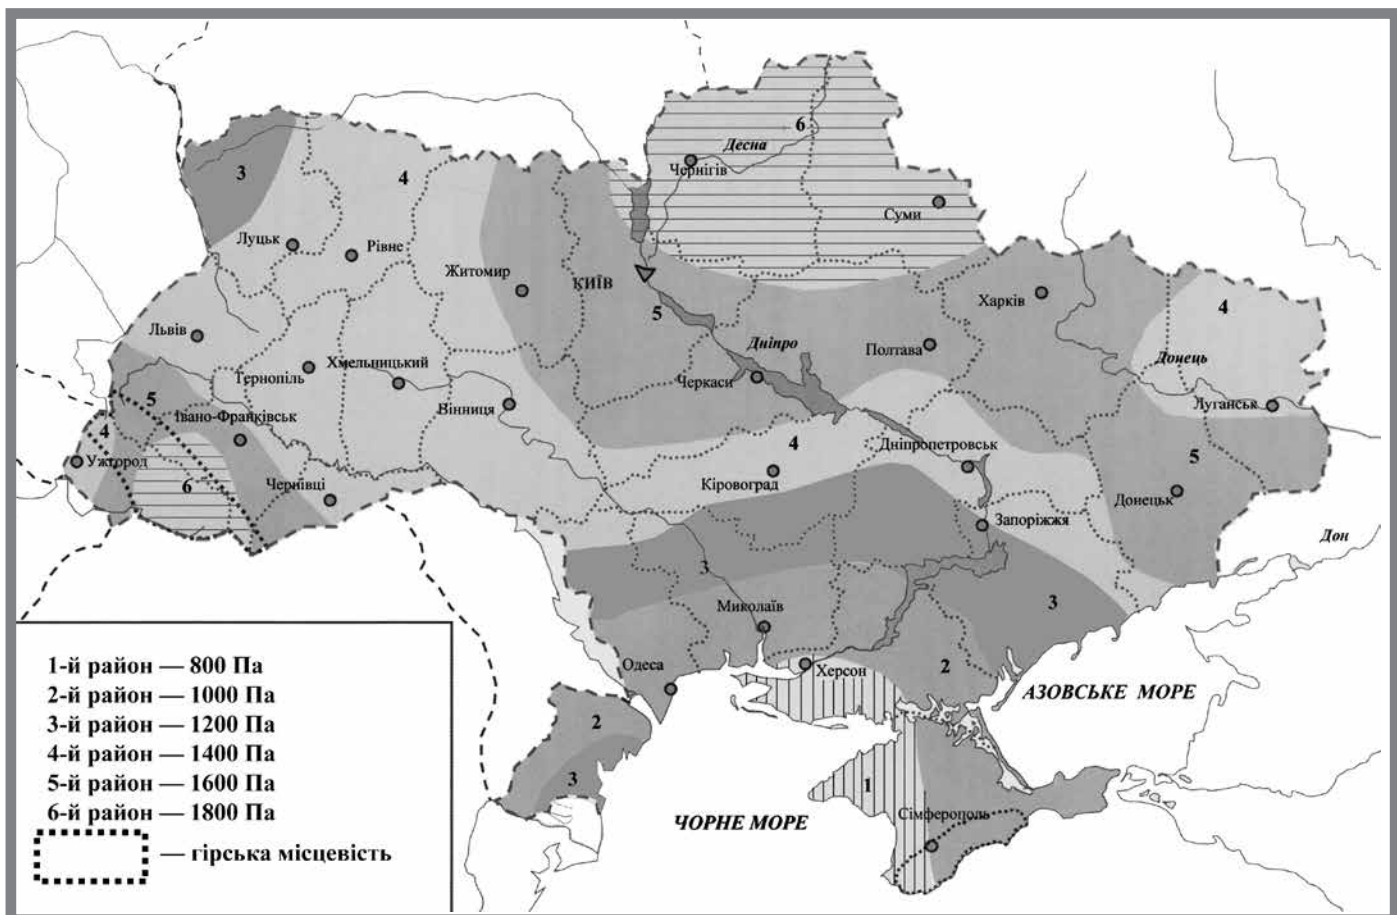 6
Десна
Чернігів
3
4
Суми
Луцьк
Рівне
Житомир
КИЇВ
Харків
5
4
Львів
Дніпро
Полтава
Донець
Хмельницький
Тернопіль
Черкаси
Вінниця
Луганськ
5
Івано-Франківськ
4
4
Дніпропетровськ
5
Ужгород
6
Чернівці
Кіровоград
Донецьк
Запоріжжя
Дон
3
3
Миколаїв
Одеса
Херсон
2
АЗОВСЬКЕ МОРЕ
2
3
1
Сімферополь
ЧОРНЕ МОРЕ
1-й район — 800 Па
2-й район — 1000 Па
3-й район — 1200 Па
4-й район — 1400 Па
5-й район — 1600 Па
6-й район — 1800 Па
— гірська місцевість